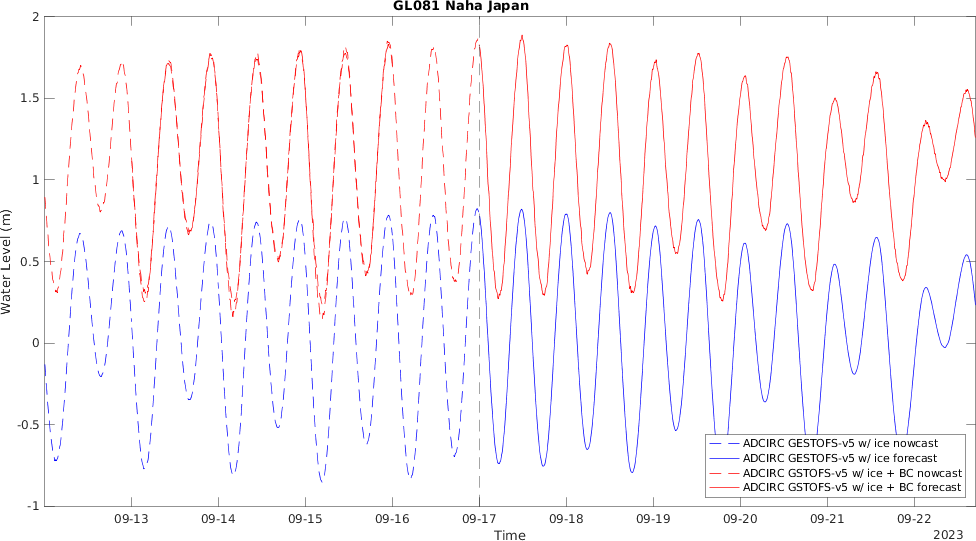 GL081 Naha Japan
2
1.5
1
0.5
0
-0.5
-1
Water Level (m)
ADCIRC GESTOFS-v5 w/ ice nowcast
ADCIRC GESTOFS-v5 w/ ice forecast
ADCIRC GSTOFS-v5 w/ ice + BC nowcast
ADCIRC GSTOFS-v5 w/ ice + BC forecast
09-13 09-14 09-15 09-16 09-17 09-18 09-19 09-20 09-21 09-22
Time
2023